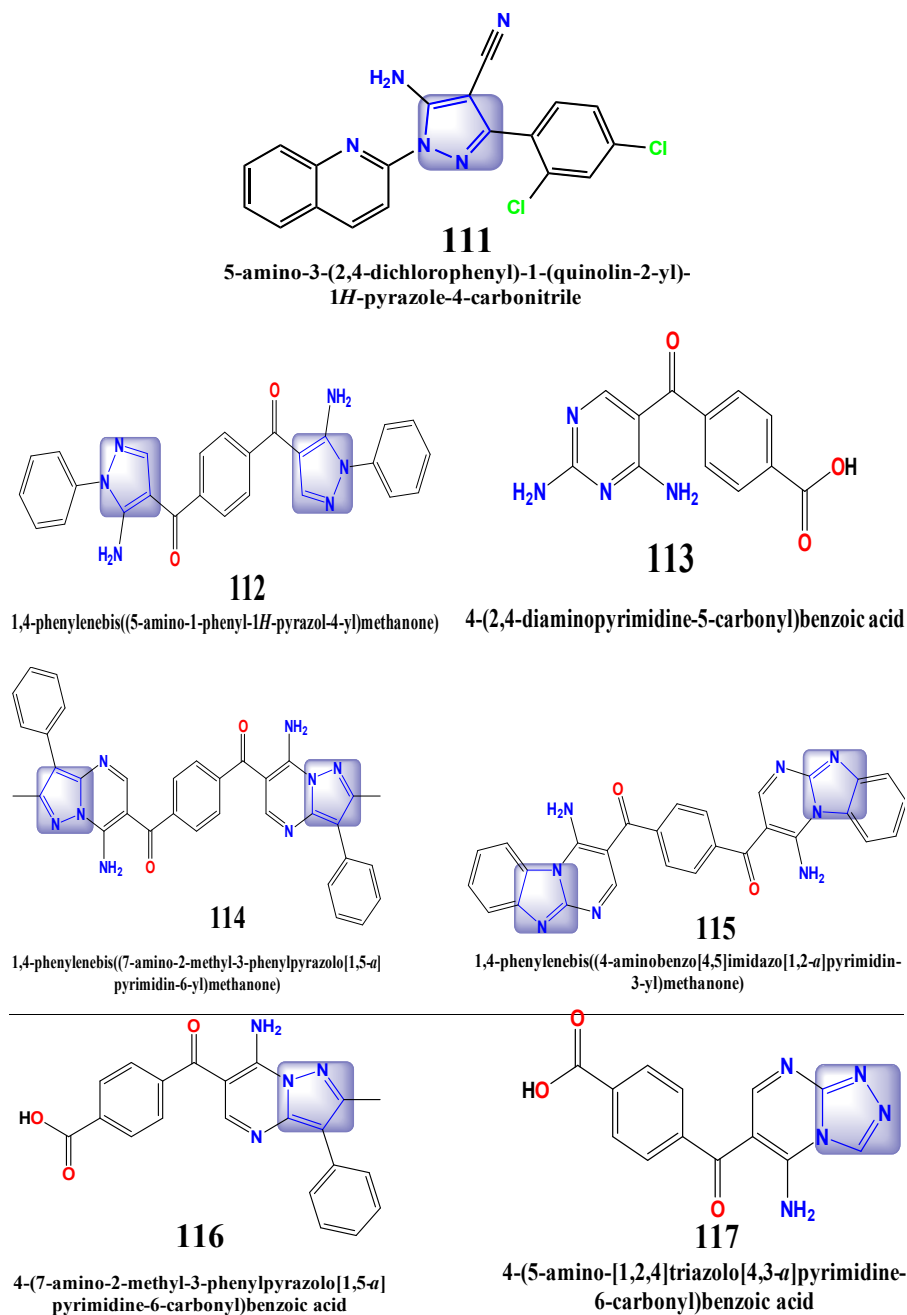 N
H₂N
N
N
N
Cl
Cl
111
5-amino-3-(2,4-dichlorophenyl)-1-(quinolin-2-yl)-
1H-pyrazole-4-carbonitrile
O
NH₂
N
N
N
N
H₂N
O
112
1,4-phenylenebis((5-amino-1-phenyl-1H-pyrazol-4-yl)methanone)
O
N
OH
H₂N
N
NH₂
O
113
4-(2,4-diaminopyrimidine-5-carbonyl)benzoic acid
O
NH₂
N
N
N
N
N
N
NH₂
O
114
1,4-phenylenebis((7-amino-2-methyl-3-phenylpyrazolo[1,5-a]
pyrimidin-6-yl)methanone)
N
N
O
N
NH₂
N
NH₂
O
N
N
115
1,4-phenylenebis((4-aminobenzo[4,5]imidazo[1,2-a]pyrimidin-
3-yl)methanone)
O
NH₂
N
N
HO
N
O
116
4-(7-amino-2-methyl-3-phenylpyrazolo[1,5-a]
pyrimidine-6-carbonyl)benzoic acid
O
HO
N
N
N
N
O
NH₂
117
4-(5-amino-[1,2,4]triazolo[4,3-a]pyrimidine-
6-carbonyl)benzoic acid